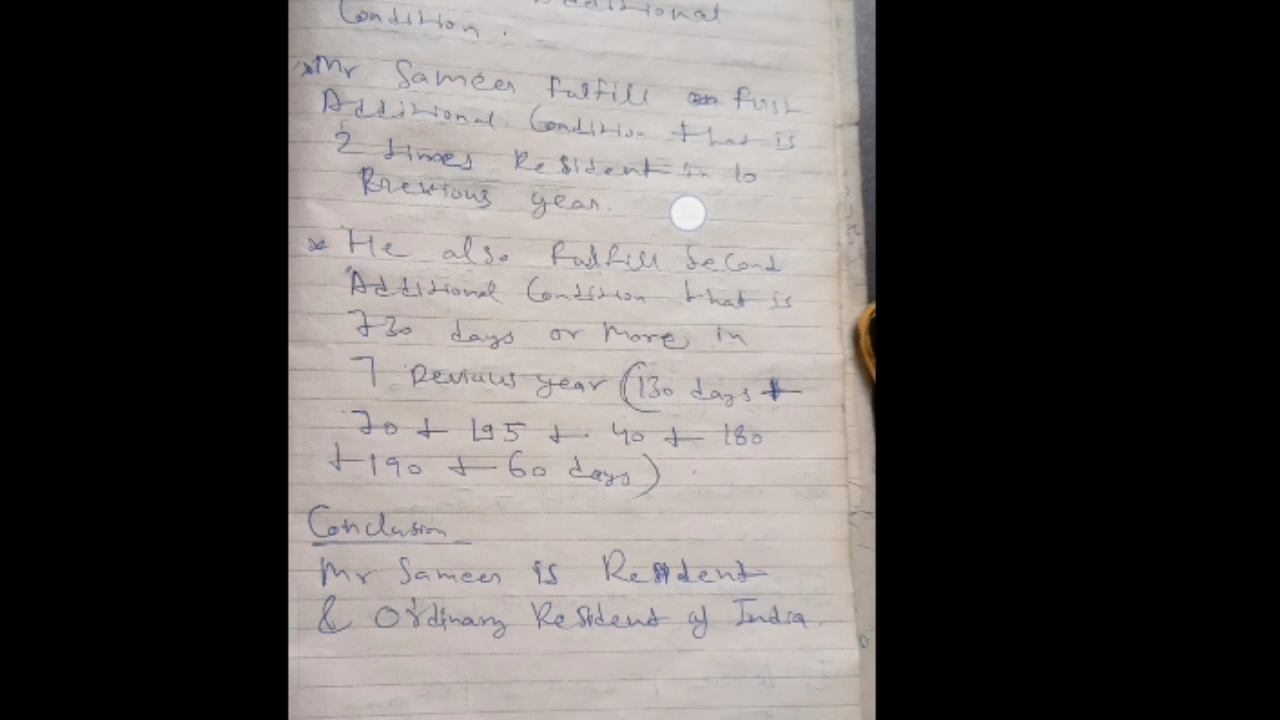 Additional
Condition.
* Mr Sameer fulfill first
Additional Condition that is
2 times Resident in 10
Previous year.
* He also fulfill Second
Additional Condition that is
730 days or More in
7 Previous year (130 days +
70 + 195 + 40 + 180
+ 190 + 60 days)
Conclusion
Mr Sameer is Resident
& Ordinary Resident of India.